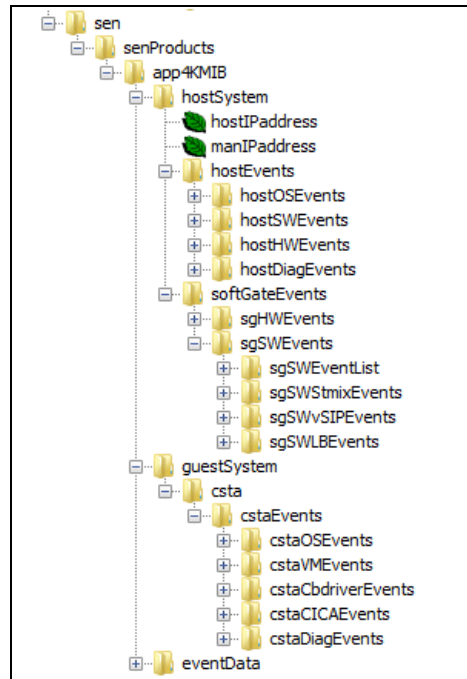 sen
senProducts
app4KMIB
hostSystem
hostIPaddress
manIPaddress
hostEvents
hostOSEvents
hostSWEvents
hostHWEvents
hostDiagEvents
softGateEvents
sgHWEvents
sgSWEvents
sgSWEventList
sgSWStmixEvents
sgSWvSIPEvents
sgSWLBEvents
guestSystem
csta
cstaEvents
cstaOSEvents
cstaVMEvents
cstaCbdriverEvents
cstaCICAEvents
cstaDiagEvents
eventData